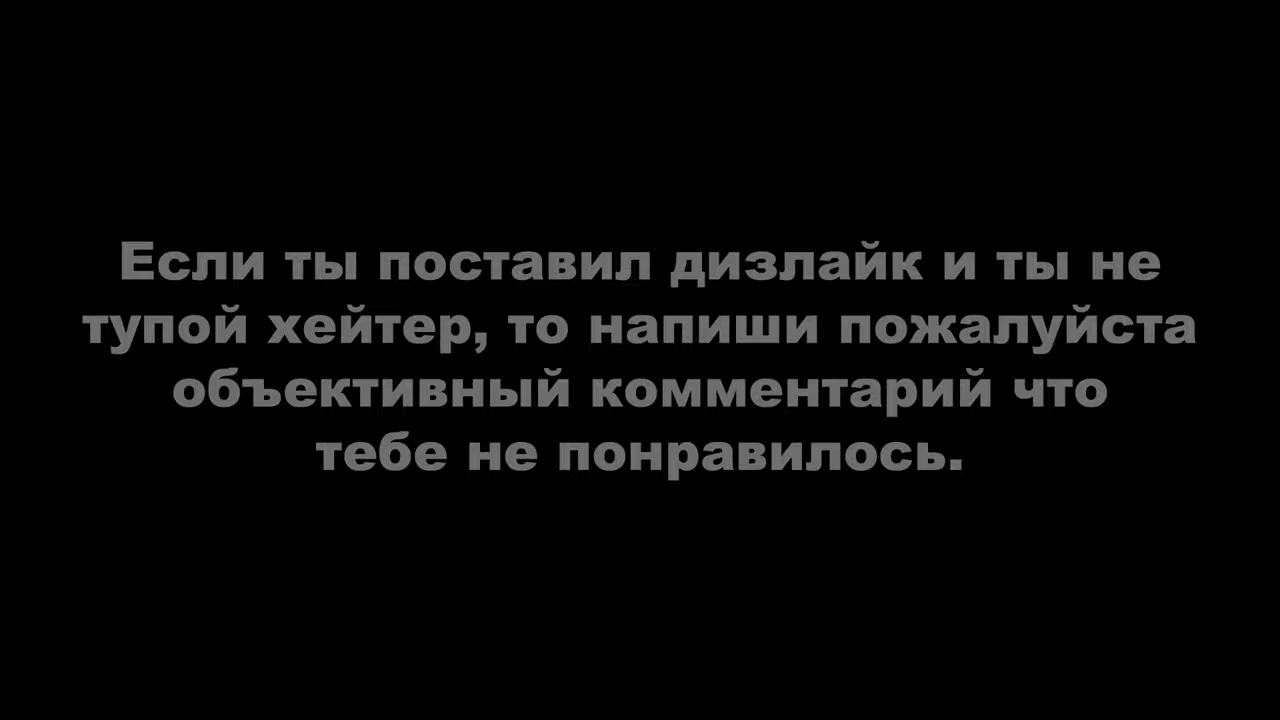 Если ты поставил дизлайк и ты не
тупой хейтер, то напиши пожалуйста
объективный комментарий что
тебе не понравилось.